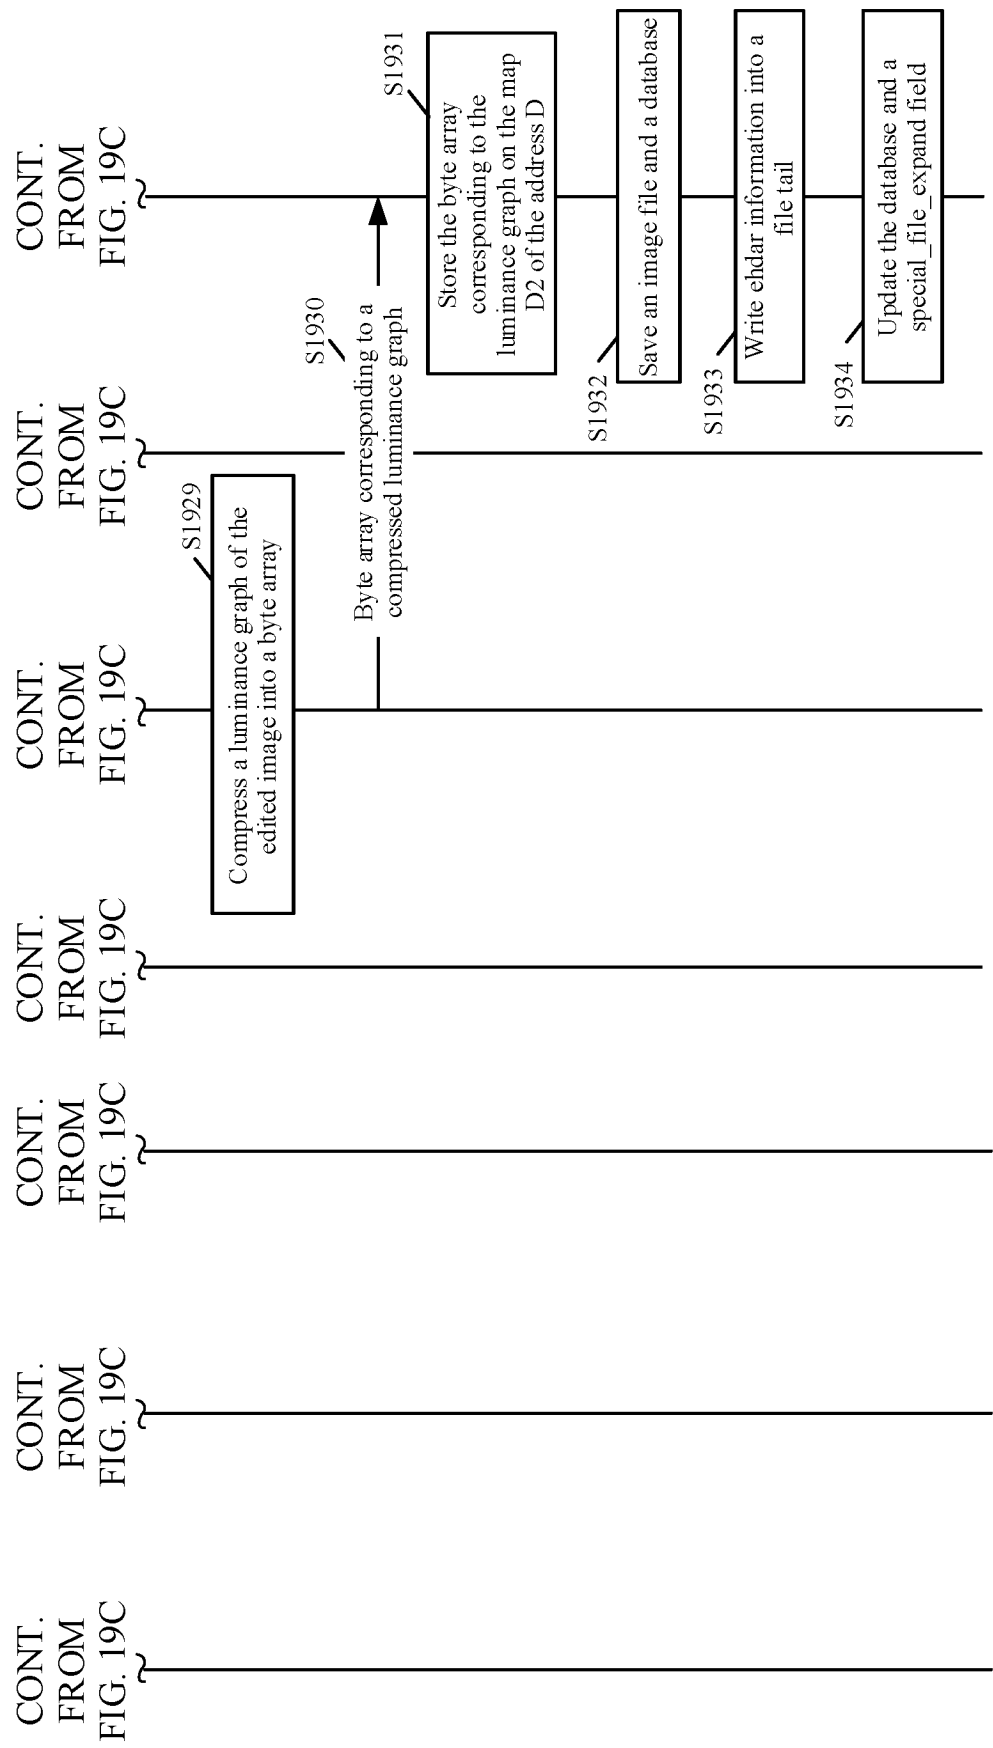 CONT.
FROM
FIG. 19C
CONT.
FROM
FIG. 19C
CONT.
FROM
FIG. 19C
CONT.
FROM
FIG. 19C
CONT.
FROM
FIG. 19C
CONT.
FROM
FIG. 19C
CONT.
FROM
FIG. 19C
S1929
Compress a luminance graph of the
edited image into a byte array
S1930
Byte array corresponding to a
compressed luminance graph
S1931
Store the byte array
corresponding to the
luminance graph on the map
D2 of the address D
S1932
Save an image file and a database
S1933
Write ehdar information into a
file tail
S1934
Update the database and a
special_file_expand field